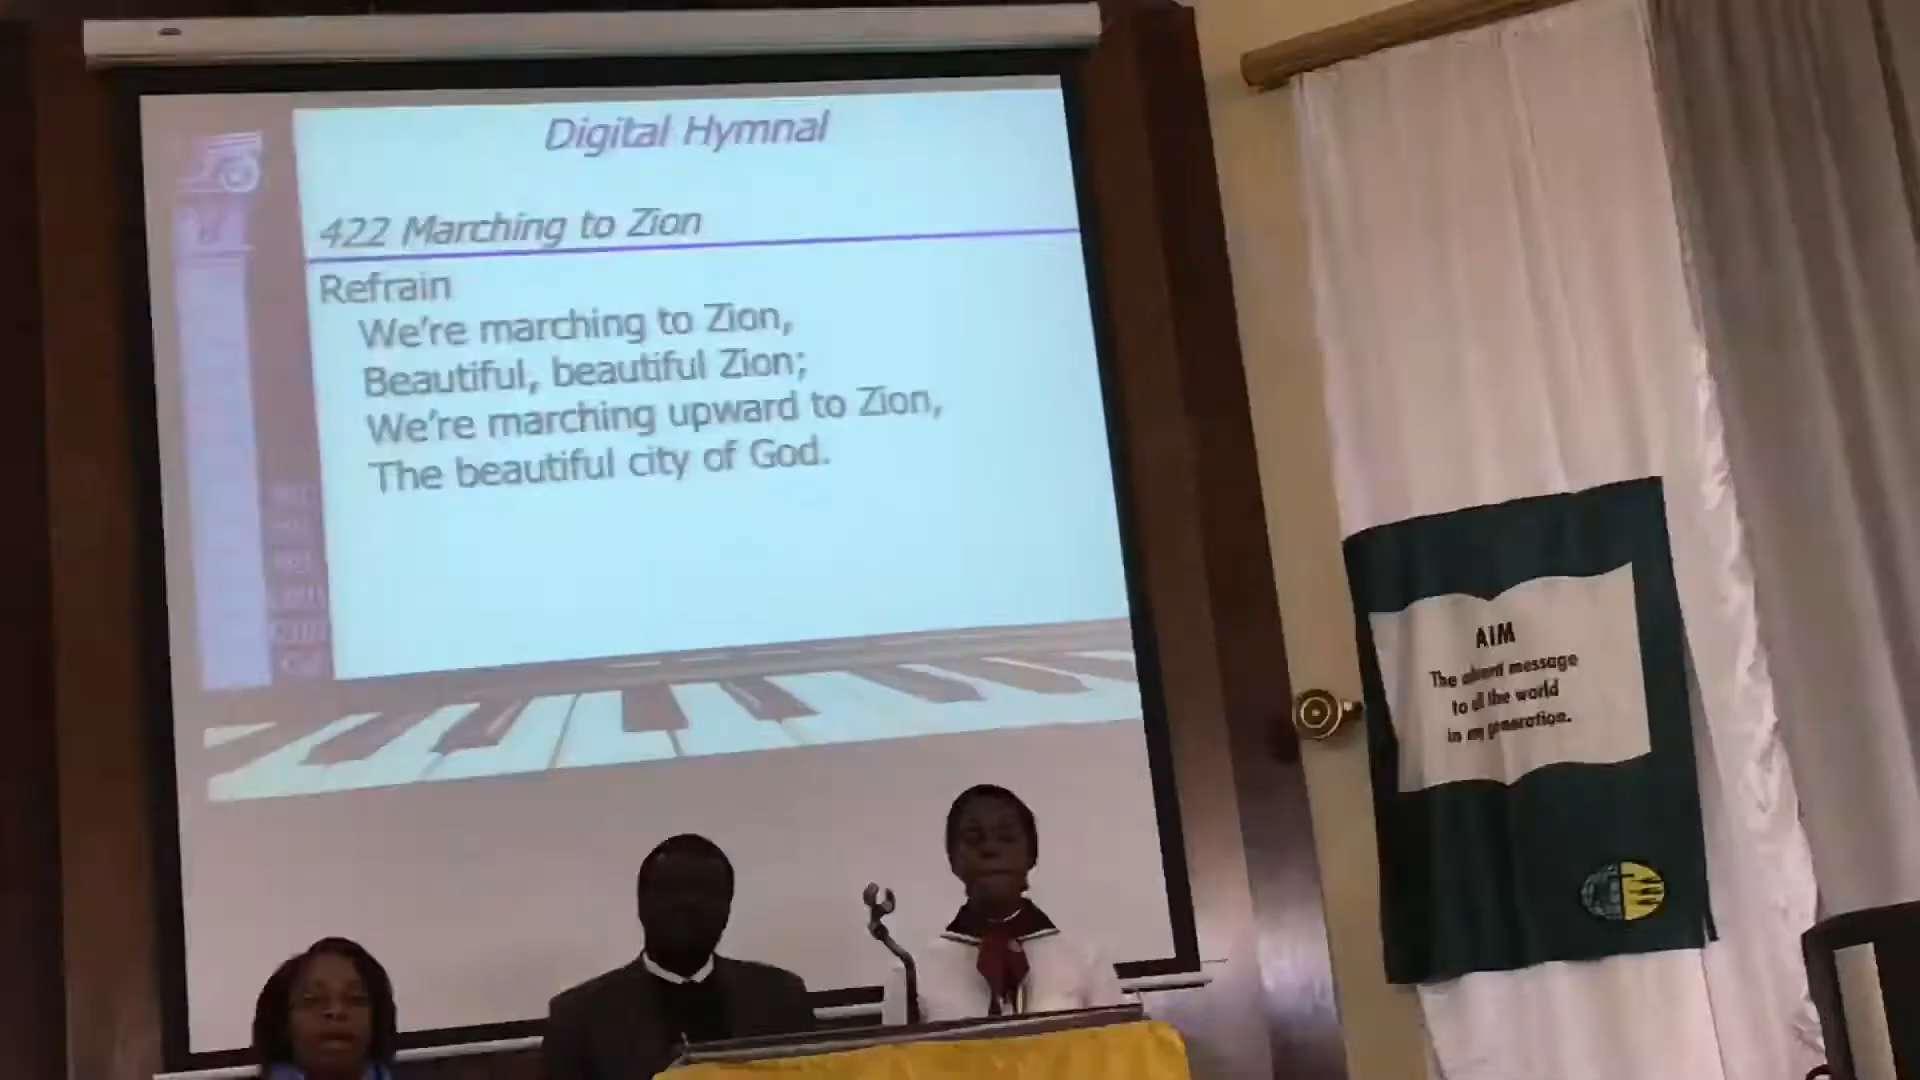 Digital Hymnal
422 Marching to Zion
Refrain
We're marching to Zion,
Beautiful, beautiful Zion;
We're marching upward to Zion,
The beautiful city of God.
AIM
The advent message
to all the world
in my generation.